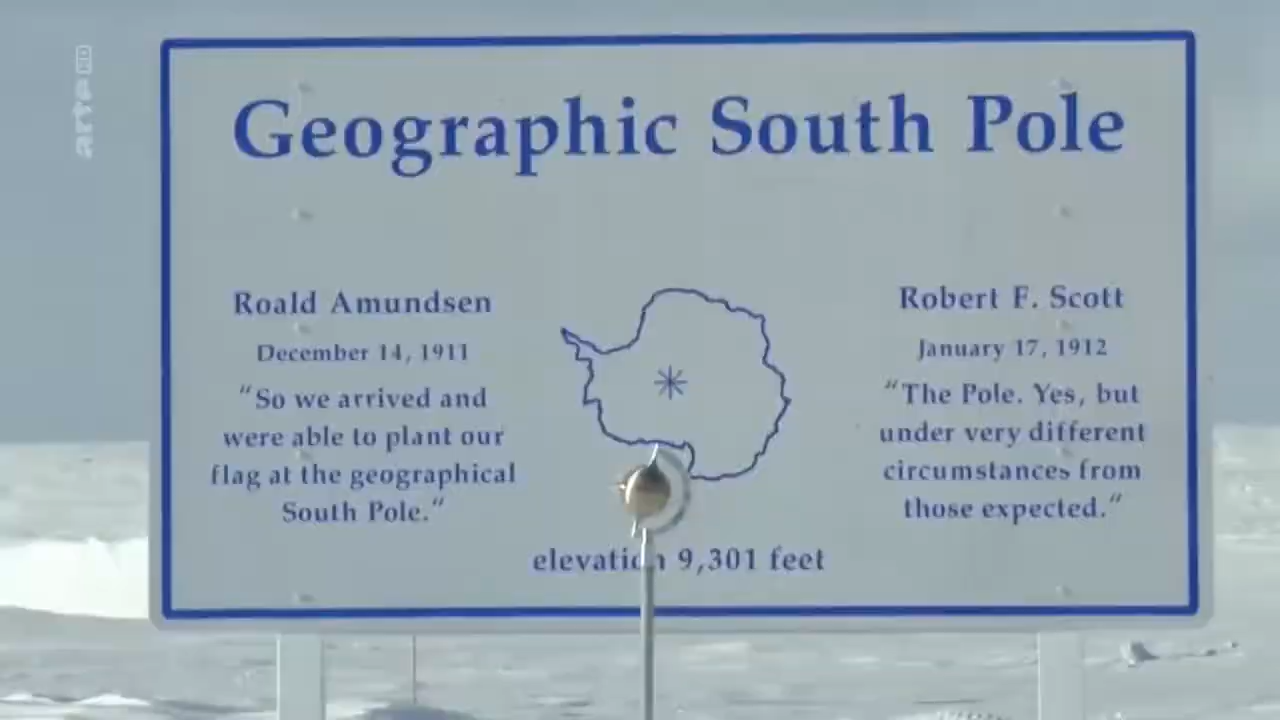 arte HD
Geographic South Pole
Roald Amundsen
December 14, 1911
“So we arrived and
were able to plant our
flag at the geographical
South Pole.“
Robert F. Scott
January 17, 1912
“The Pole. Yes, but
under very different
circumstances from
those expected.“
elevation 9,301 feet